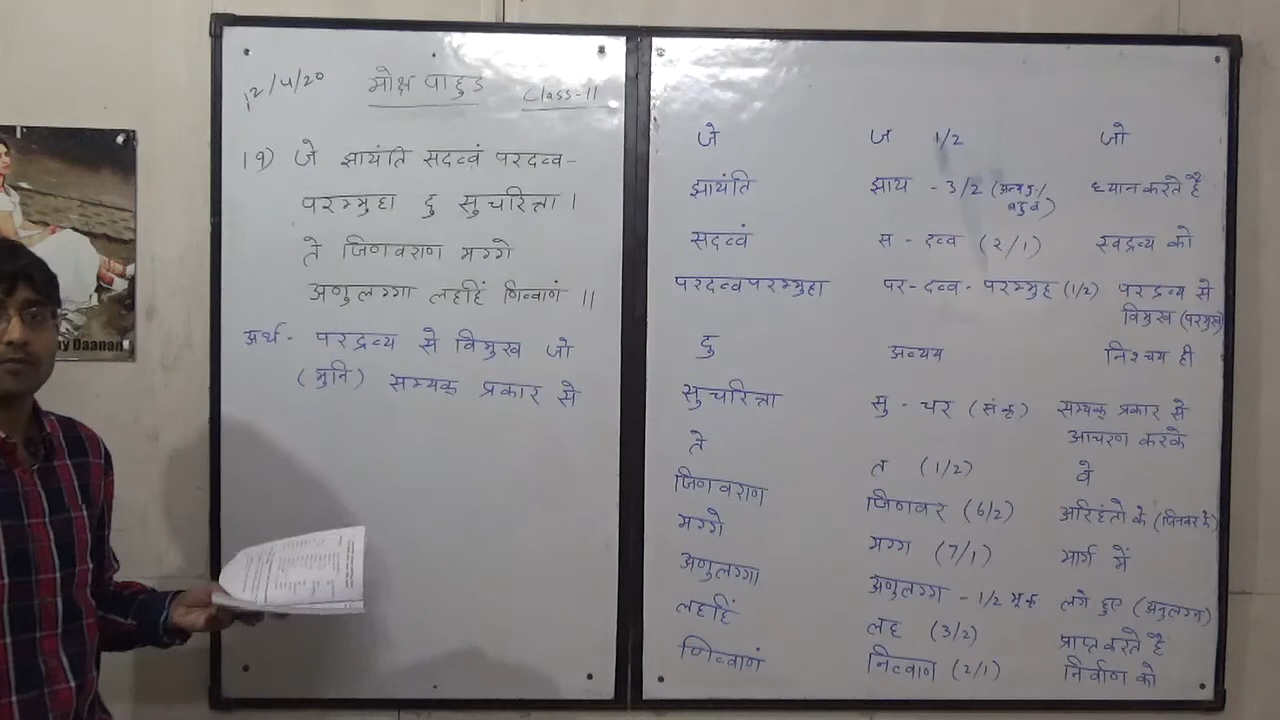 12/4/20 मोक्ष पाहुड Class-11
19) जे झायंति सदव्वं परदव्व-
परम्मुहा दु सुचरित्ता ।
ते जिणवराण मग्गे
अणुलग्गा लहहिं णिव्वाणं ॥
अर्थ- परद्रव्य से विमुख जो
(मुनि) सम्यक् प्रकार से
जे ज 1/2 जो
झायंति झाय - 3/2 (अन्य पु/ बहुव) ध्यान करते है
सदव्वं स - दव्व (2/1) स्वद्रव्य को
परदव्वपरम्मुहा पर-दव्व-परम्मुह (1/2) परद्रव्य से विमुख (परमुख)
दु अव्यय निश्चय ही
सुचरित्ता सु - चर (संकृ) सम्यक् प्रकार से आचरण करके
ते त (1/2) वे
जिणवराण जिणवर (6/2) अरिहंतो के (जिनवर के)
मग्गे मग्ग (7/1) मार्ग में
अणुलग्गा अणुलग्ग - 1/2 भूकृ लगे हुए (अनुलग्न)
लहहिं लह (3/2) प्राप्त करते है
णिव्वाणं निव्वाण (2/1) निर्वाण को
y Daanan